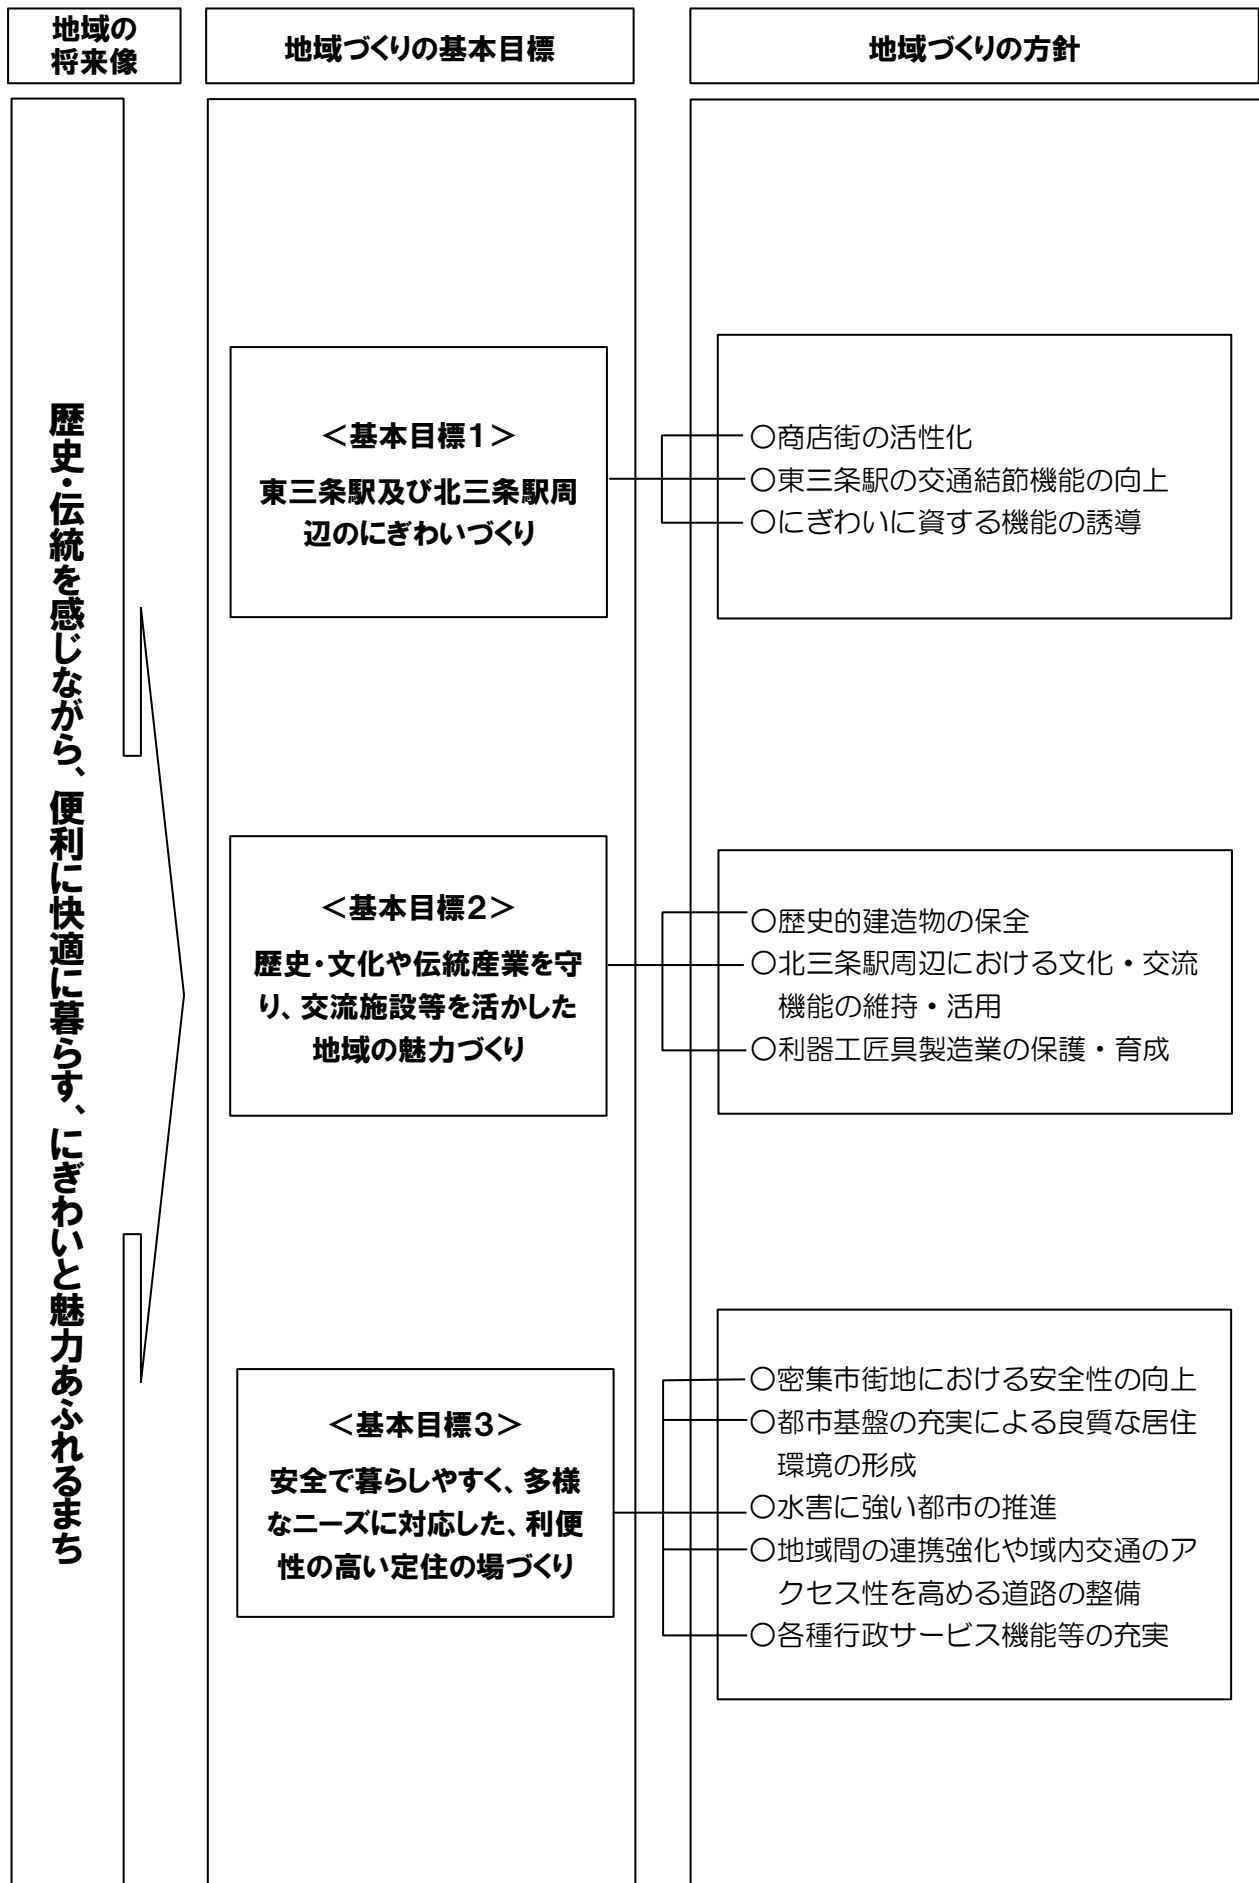 地域の
将来像
地域づくりの基本目標
地域づくりの方針
歴史・伝統を感じながら、便利に快適に暮らす、にぎわいと魅力あふれるまち
＜基本目標１＞
東三条駅及び北三条駅周
辺のにぎわいづくり
○商店街の活性化
○東三条駅の交通結節機能の向上
○にぎわいに資する機能の誘導
＜基本目標２＞
歴史・文化や伝統産業を守
り、交流施設等を活かした
地域の魅力づくり
○歴史的建造物の保全
○北三条駅周辺における文化・交流
機能の維持・活用
○利器工匠具製造業の保護・育成
＜基本目標３＞
安全で暮らしやすく、多様
なニーズに対応した、利便
性の高い定住の場づくり
○密集市街地における安全性の向上
○都市基盤の充実による良質な居住
環境の形成
○水害に強い都市の推進
○地域間の連携強化や域内交通のア
クセス性を高める道路の整備
○各種行政サービス機能等の充実